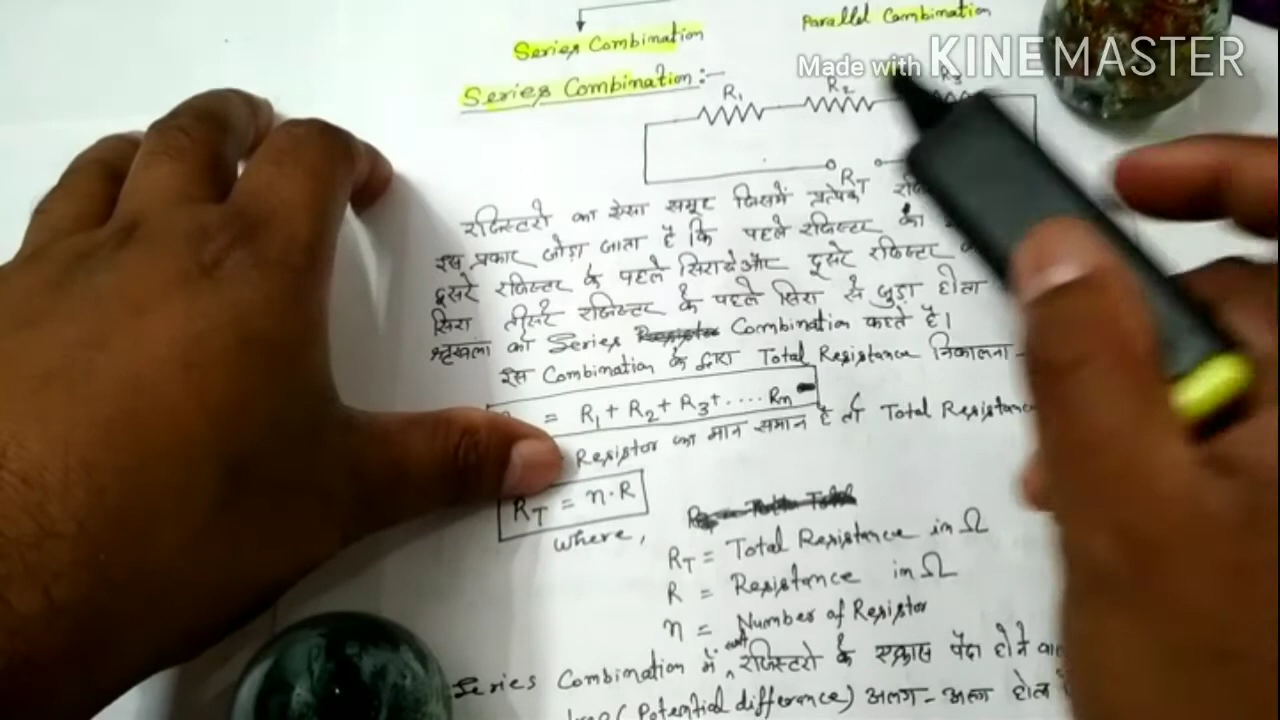 Series Combination
Parallel Combination
Made with KINEMASTER
Series Combination :-
R1
R2
R3
RT
रजिस्टरो का ऐसा समूह जिसमें प्रत्येक
इस प्रकार जोड़ा जाता है कि पहले रजिस्टर का
दूसरे रजिस्टर के पहले सिरा से और दूसरे रजिस्टर
सिरा तीसरे रजिस्टर के पहले सिरा से जुड़ा होता
श्रृखंला को Series Combination कहते है।
इस Combination के द्वारा Total Resistance निकालना -
= R1 + R2 + R3 + .... Rn
Resistor का मान समान है तो Total Resistance
RT = n.R
where,
RT = Total Resistance in Ω
R = Resistance in Ω
n = Number of Resistor
Series Combination में रजिस्टरो के एक्रास पैदा होने
(Potential difference) अलग - अलग होता